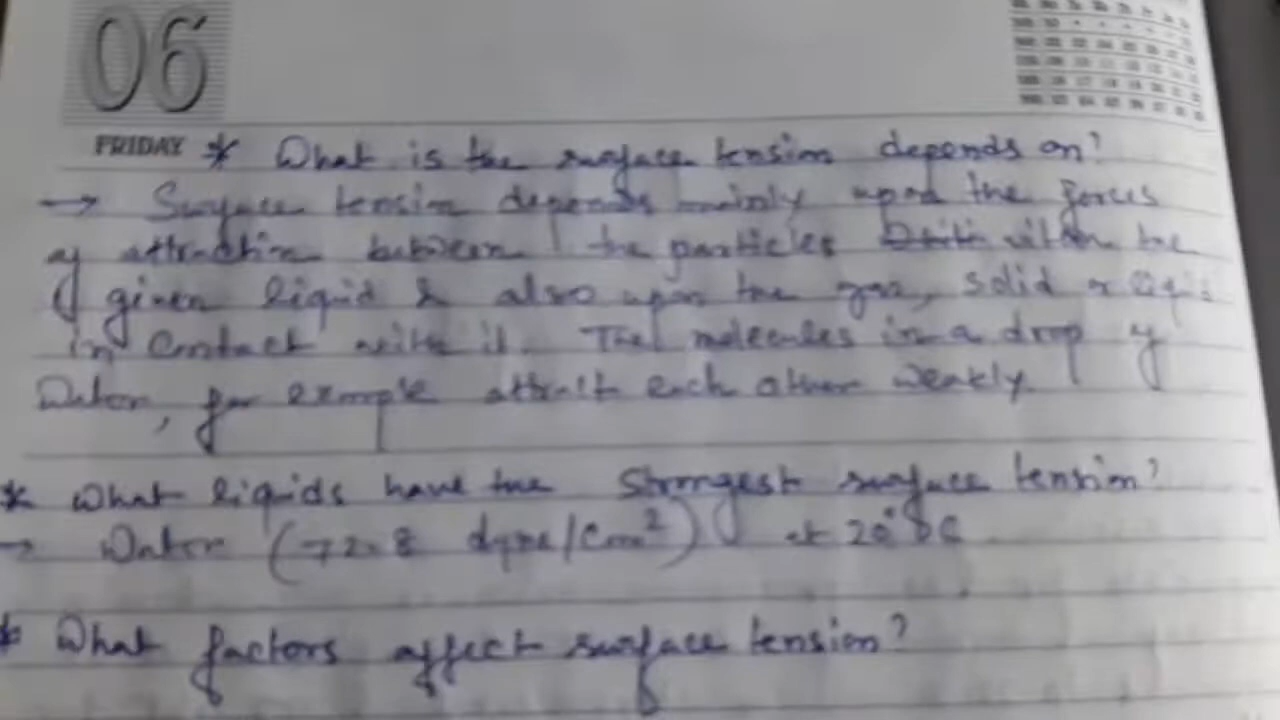 06
FRIDAY * What is the surface tension depends on?
→ Surface tension depends mainly upon the forces
of attraction between the particles within the
given liquid & also upon the gas, solid or liquid
in Contact with it. The molecules in a drop of
Water, for example attract each other weakly.
* What liquids have the strongest surface tension?
→ Water (72.8 dyne/cm²) at 20°
* What factors affect surface tension?